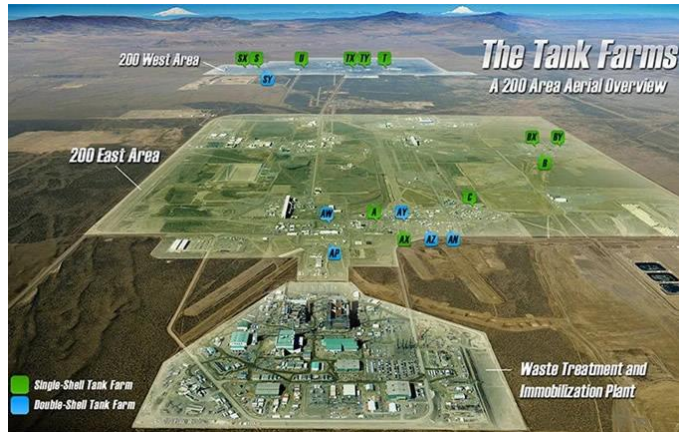 The Tank Farms
A 200 Area Aerial Overview
200 West Area
SX S U TX TY T
SY
200 East Area
BX BY
B
C
AW A AY
AX AZ AN
AP
Waste Treatment and
Immobilization Plant
Single-Shell Tank Farm
Double-Shell Tank Farm